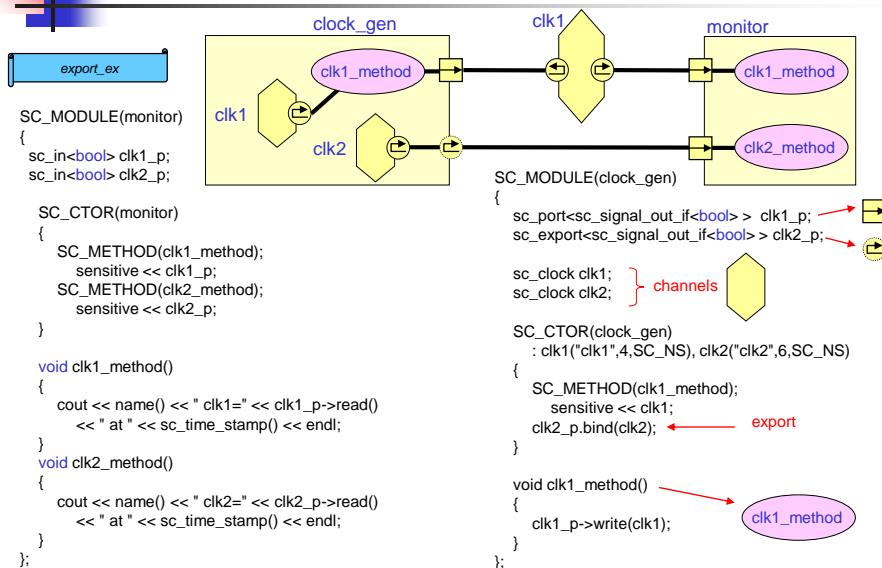 clock_gen
clk1
monitor
export_ex
clk1_method
clk1_method
clk1
clk2
clk2_method
SC_MODULE(monitor)
{
sc_in<bool> clk1_p;
sc_in<bool> clk2_p;
SC_CTOR(monitor)
{
SC_METHOD(clk1_method);
sensitive << clk1_p;
SC_METHOD(clk2_method);
sensitive << clk2_p;
}
void clk1_method()
{
cout << name() << " clk1=" << clk1_p->read()
<< " at " << sc_time_stamp() << endl;
}
void clk2_method()
{
cout << name() << " clk2=" << clk2_p->read()
<< " at " << sc_time_stamp() << endl;
}
};
SC_MODULE(clock_gen)
{
sc_port<sc_signal_out_if<bool> > clk1_p;
sc_export<sc_signal_out_if<bool> > clk2_p;
sc_clock clk1;
sc_clock clk2;
channels
SC_CTOR(clock_gen)
: clk1("clk1",4,SC_NS), clk2("clk2",6,SC_NS)
{
SC_METHOD(clk1_method);
sensitive << clk1;
clk2_p.bind(clk2);
export
}
void clk1_method()
{
clk1_p->write(clk1);
}
clk1_method
};